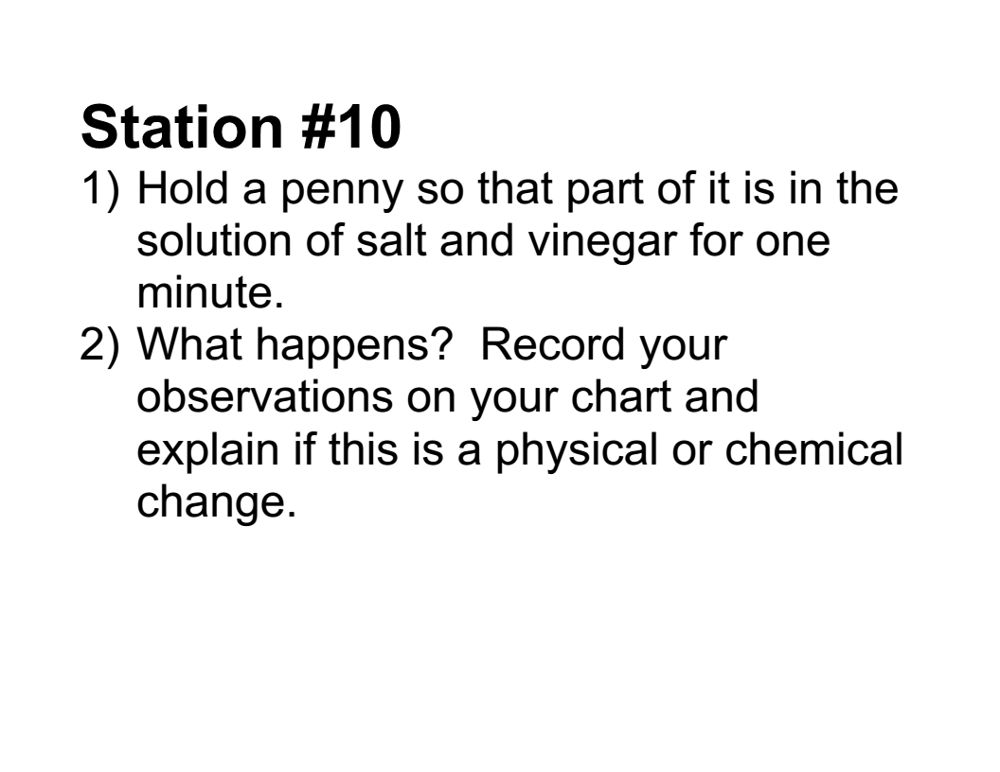 Station #10
1) Hold a penny so that part of it is in the
solution of salt and vinegar for one
minute.
2) What happens?  Record your
observations on your chart and
explain if this is a physical or chemical
change.